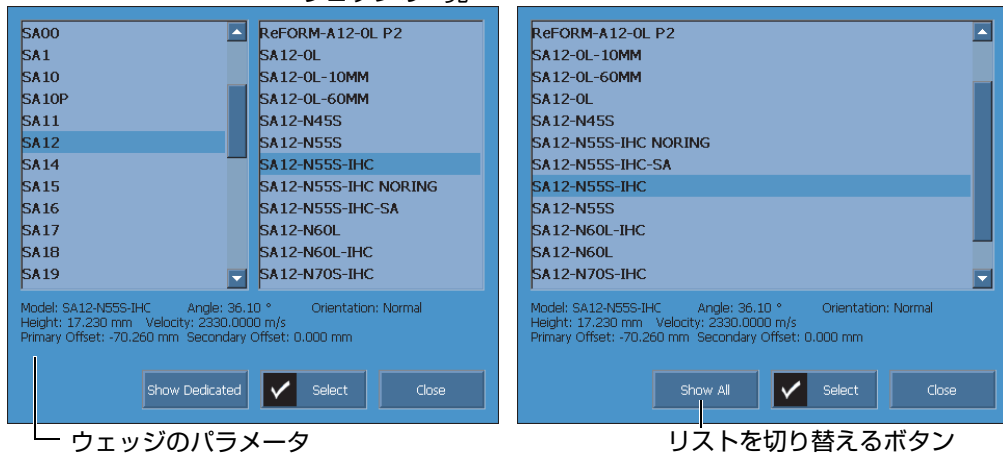 SA00
SA1
SA10
SA10P
SA11
SA12
SA14
SA15
SA16
SA17
SA18
SA19
ReFORM-A12-0L P2
SA12-0L
SA12-0L-10MM
SA12-0L-60MM
SA12-N45S
SA12-N55S
SA12-N55S-IHC
SA12-N55S-IHC NORING
SA12-N55S-IHC-SA
SA12-N60L
SA12-N60L-IHC
SA12-N70S-IHC
Model: SA12-N55S-IHC Angle: 36.10 ° Orientation: Normal
Height: 17.230 mm Velocity: 2330.0000 m/s
Primary Offset: -70.260 mm Secondary Offset: 0.000 mm
Show Dedicated
Select
Close
ウェッジのパラメータ
ReFORM-A12-0L P2
SA12-0L-10MM
SA12-0L-60MM
SA12-0L
SA12-N45S
SA12-N55S-IHC NORING
SA12-N55S-IHC-SA
SA12-N55S-IHC
SA12-N55S
SA12-N60L-IHC
SA12-N60L
SA12-N70S-IHC
Model: SA12-N55S-IHC Angle: 36.10 ° Orientation: Normal
Height: 17.230 mm Velocity: 2330.0000 m/s
Primary Offset: -70.260 mm Secondary Offset: 0.000 mm
Show All
Select
Close
リストを切り替えるボタン